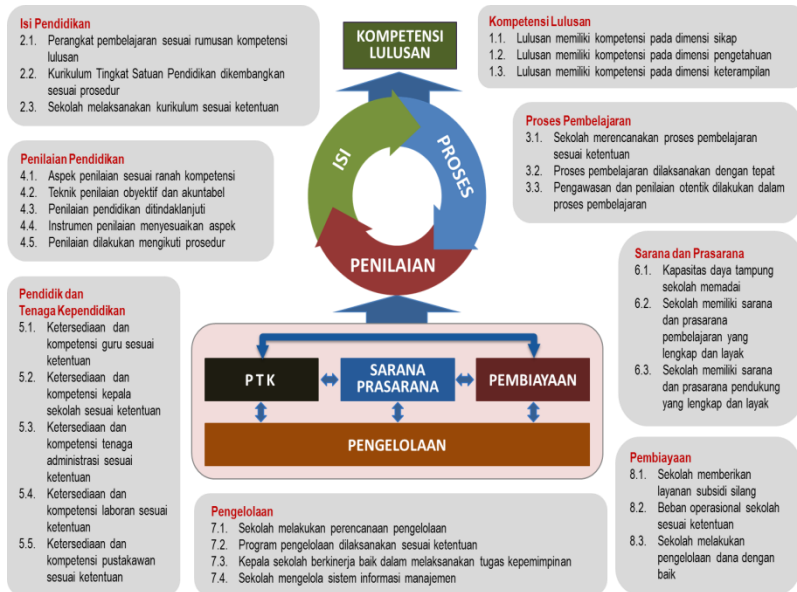 Isi Pendidikan
2.1. Perangkat pembelajaran sesuai rumusan kompetensi
lulusan
2.2. Kurikulum Tingkat Satuan Pendidikan dikembangkan
sesuai prosedur
2.3. Sekolah melaksanakan kurikulum sesuai ketentuan
KOMPETENSI
LULUSAN
Kompetensi Lulusan
1.1. Lulusan memiliki kompetensi pada dimensi sikap
1.2. Lulusan memiliki kompetensi pada dimensi pengetahuan
1.3. Lulusan memiliki kompetensi pada dimensi keterampilan
Penilaian Pendidikan
4.1. Aspek penilaian sesuai ranah kompetensi
4.2. Teknik penilaian obyektif dan akuntabel
4.3. Penilaian pendidikan ditindaklanjuti
4.4. Instrumen penilaian menyesuaikan aspek
4.5. Penilaian dilakukan mengikuti prosedur
ISI
PROSES
PENILAIAN
Proses Pembelajaran
3.1. Sekolah merencanakan proses pembelajaran
sesuai ketentuan
3.2. Proses pembelajaran dilaksanakan dengan tepat
3.3. Pengawasan dan penilaian otentik dilakukan dalam
proses pembelajaran
Pendidik dan
Tenaga Kependidikan
5.1. Ketersediaan dan
kompetensi guru sesuai
ketentuan
5.2. Ketersediaan dan
kompetensi kepala
sekolah sesuai ketentuan
5.3. Ketersediaan dan
kompetensi tenaga
administrasi sesuai
ketentuan
5.4. Ketersediaan dan
kompetensi laboran sesuai
ketentuan
5.5. Ketersediaan dan
kompetensi pustakawan
sesuai ketentuan
P T K
SARANA
PRASARANA
PEMBIAYAAN
PENGELOLAAN
Sarana dan Prasarana
6.1. Kapasitas daya tampung
sekolah memadai
6.2. Sekolah memiliki sarana
dan prasarana
pembelajaran yang
lengkap dan layak
6.3. Sekolah memiliki sarana
dan prasarana pendukung
yang lengkap dan layak
Pengelolaan
7.1. Sekolah melakukan perencanaan pengelolaan
7.2. Program pengelolaan dilaksanakan sesuai ketentuan
7.3. Kepala sekolah berkinerja baik dalam melaksanakan tugas kepemimpinan
7.4. Sekolah mengelola sistem informasi manajemen
Pembiayaan
8.1. Sekolah memberikan
layanan subsidi silang
8.2. Beban operasional sekolah
sesuai ketentuan
8.3. Sekolah melakukan
pengelolaan dana dengan
baik